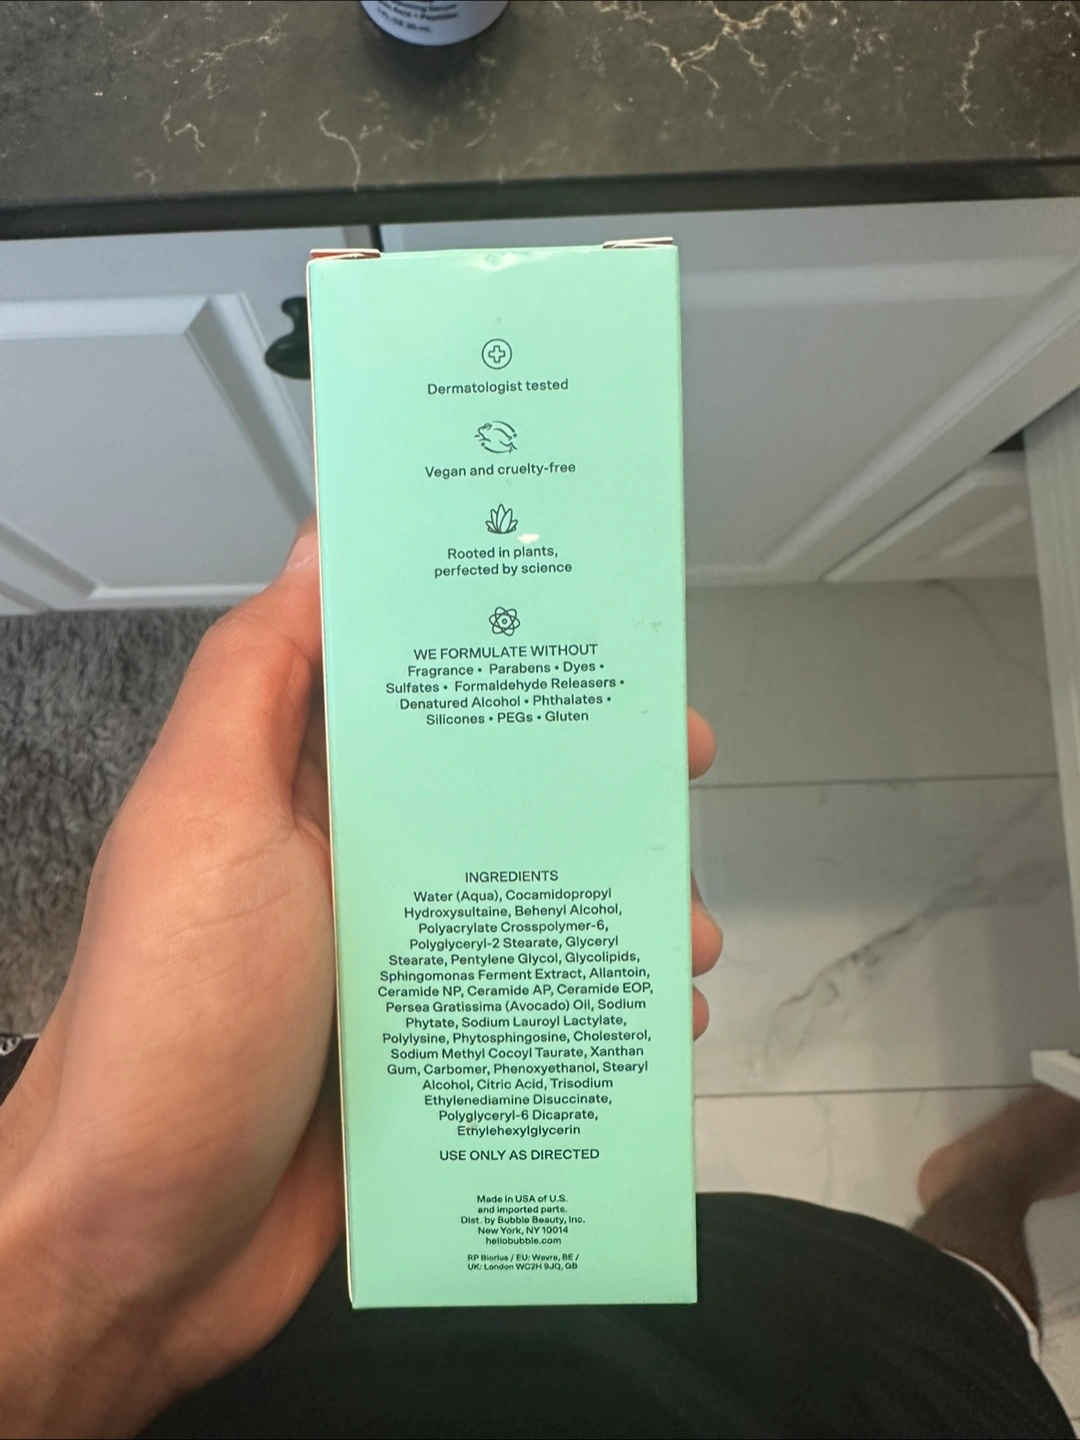 1 FL OZ 30 mL
Dermatologist tested
Vegan and cruelty-free
Rooted in plants,
perfected by science
WE FORMULATE WITHOUT
Fragrance • Parabens • Dyes •
Sulfates • Formaldehyde Releasers •
Denatured Alcohol • Phthalates •
Silicones • PEGs • Gluten
INGREDIENTS
Water (Aqua), Cocamidopropyl
Hydroxysultaine, Behenyl Alcohol,
Polyacrylate Crosspolymer-6,
Polyglyceryl-2 Stearate, Glyceryl
Stearate, Pentylene Glycol, Glycolipids,
Sphingomonas Ferment Extract, Allantoin,
Ceramide NP, Ceramide AP, Ceramide EOP,
Persea Gratissima (Avocado) Oil, Sodium
Phytate, Sodium Lauroyl Lactylate,
Polylysine, Phytosphingosine, Cholesterol,
Sodium Methyl Cocoyl Taurate, Xanthan
Gum, Carbomer, Phenoxyethanol, Stearyl
Alcohol, Citric Acid, Trisodium
Ethylenediamine Disuccinate,
Polyglyceryl-6 Dicaprate,
Ethylehexylglycerin
USE ONLY AS DIRECTED
Made in USA of U.S.
and imported parts.
Dist. by Bubble Beauty, Inc.
New York, NY 10014
hellobubble.com
RP Biorius / EU: Wavre, BE /
UK: London WC2H 9JQ, GB